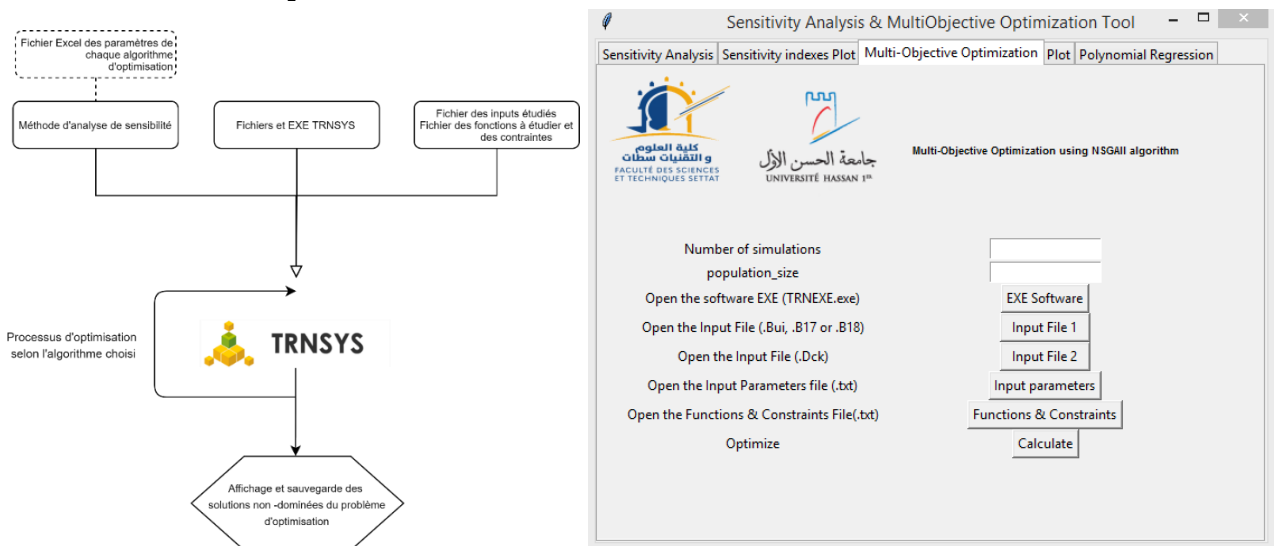 Fichier Excel des paramètres de
chaque algorithme
d'optimisation)
Méthode d'analyse de sensibilité
Fichiers et EXE TRNSYS
Fichier des inputs étudiés
Fichier des fonctions à étudier et
des contraintes
Processus d'optimisation
selon l'algorithme choisi
TRNSYS
Affichage et sauvegarde des
solutions non -dominées du problème
d'optimisation
Sensitivity Analysis & MultiObjective Optimization Tool
Sensitivity Analysis
Sensitivity indexes Plot
Multi-Objective Optimization
Plot
Polynomial Regression
كلية العلوم
و التقنيات سطات
FACULTÉ DES SCIENCES
ET TECHNIQUES SETTAT
جامعة الحسن الأول
UNIVERSITÉ HASSAN 1er
Multi-Objective Optimization using NSGAII algorithm
Number of simulations
population_size
Open the software EXE (TRNEXE.exe)
EXE Software
Open the Input File (.Bui, .B17 or .B18)
Input File 1
Open the Input File (.Dck)
Input File 2
Open the Input Parameters file (.txt)
Input parameters
Open the Functions & Constraints File(.txt)
Functions & Constraints
Optimize
Calculate